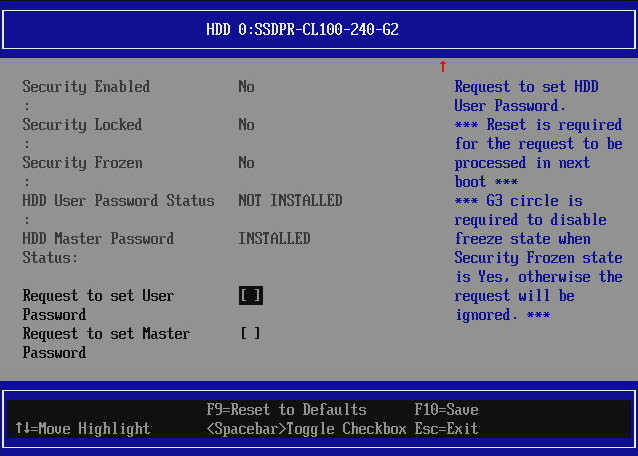 HDD 0:SSDPR-CL100-240-G2
↑
Security Enabled No
:
Security Locked No
:
Security Frozen No
:
HDD User Password Status NOT INSTALLED
:
HDD Master Password INSTALLED
Status:
Request to set User [ ]
Password
Request to set Master [ ]
Password
Request to set HDD
User Password.
*** Reset is required
for the request to be
processed in next
boot ***
*** G3 circle is
required to disable
freeze state when
Security Frozen state
is Yes, otherwise the
request will be
ignored. ***
F9=Reset to Defaults F10=Save
↑↓=Move Highlight <Spacebar>Toggle Checkbox Esc=Exit